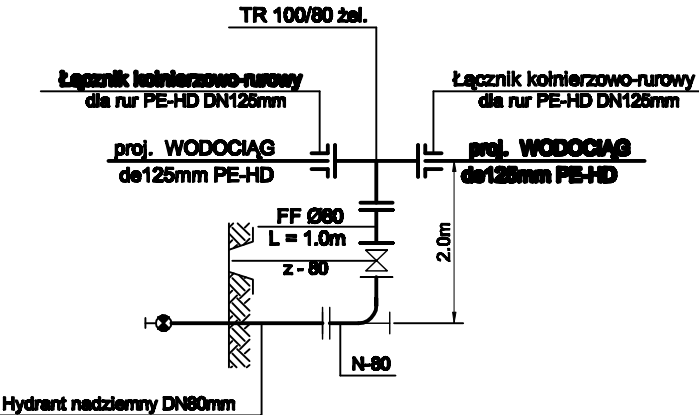 TR 100/80 żel.
Łącznik kołnierzowo-rurowy
dla rur PE-HD DN125mm
Łącznik kołnierzowo-rurowy
dla rur PE-HD DN125mm
proj. WODOCIĄG
de125mm PE-HD
proj. WODOCIĄG
de125mm PE-HD
FF Ø80
L = 1.0m
z - 80
2.0m
N-80
Hydrant nadziemny DN80mm